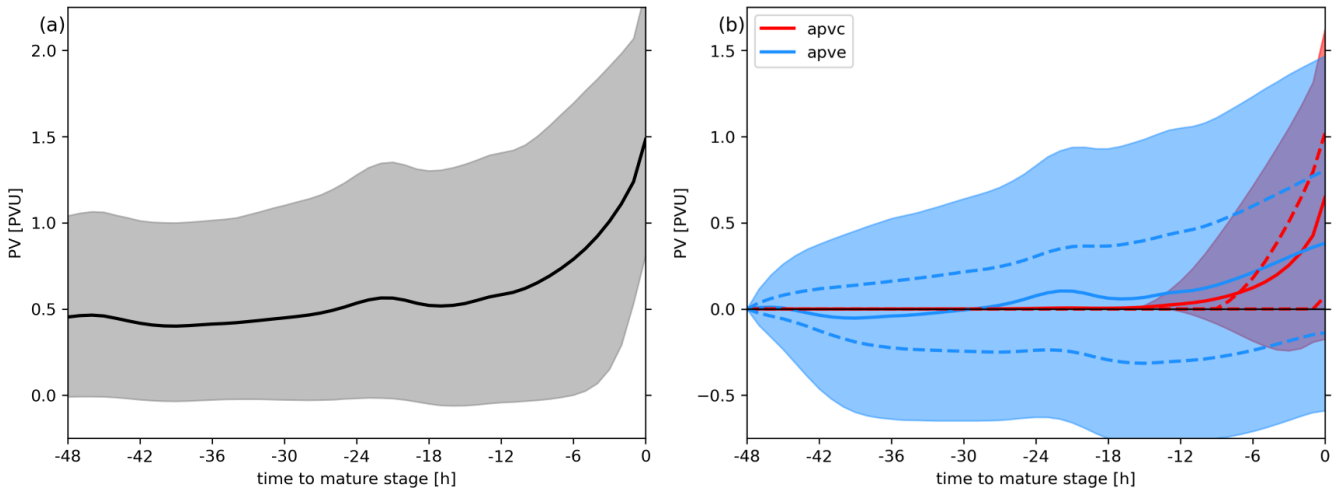 (a)
2.0
1.5
1.0
0.5
0.0
PV [PVU]
-48 -42 -36 -30 -24 -18 -12 -6 0
time to mature stage [h]
(b)
apvc
apve
1.5
1.0
0.5
0.0
−0.5
PV [PVU]
-48 -42 -36 -30 -24 -18 -12 -6 0
time to mature stage [h]